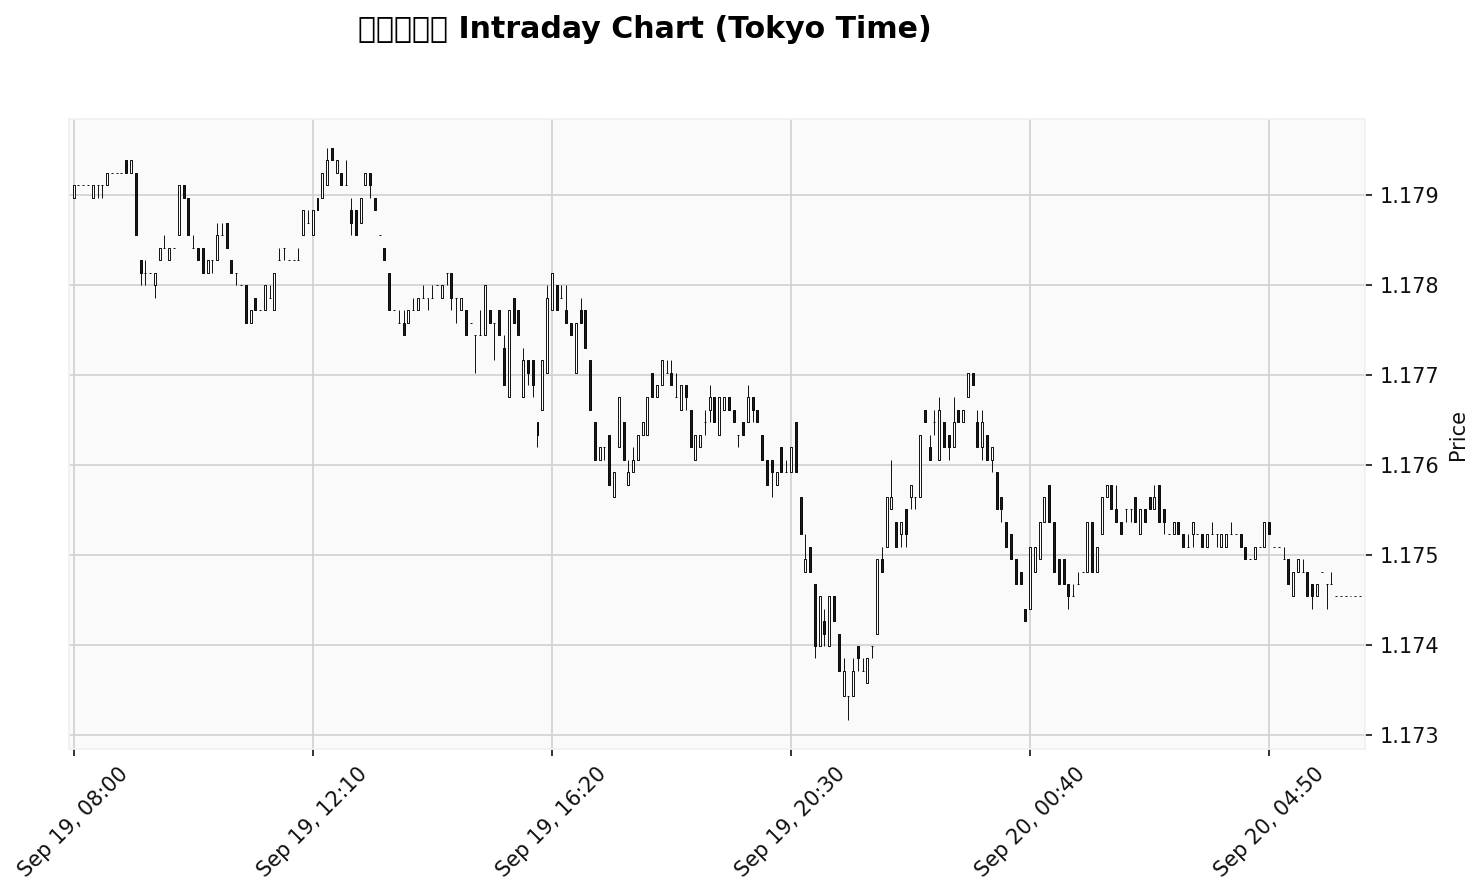 Intraday Chart (Tokyo Time)
1.179
1.178
1.177
1.176
1.175
1.174
1.173
Price
Sep 19, 08:00
Sep 19, 12:10
Sep 19, 16:20
Sep 19, 20:30
Sep 20, 00:40
Sep 20, 04:50